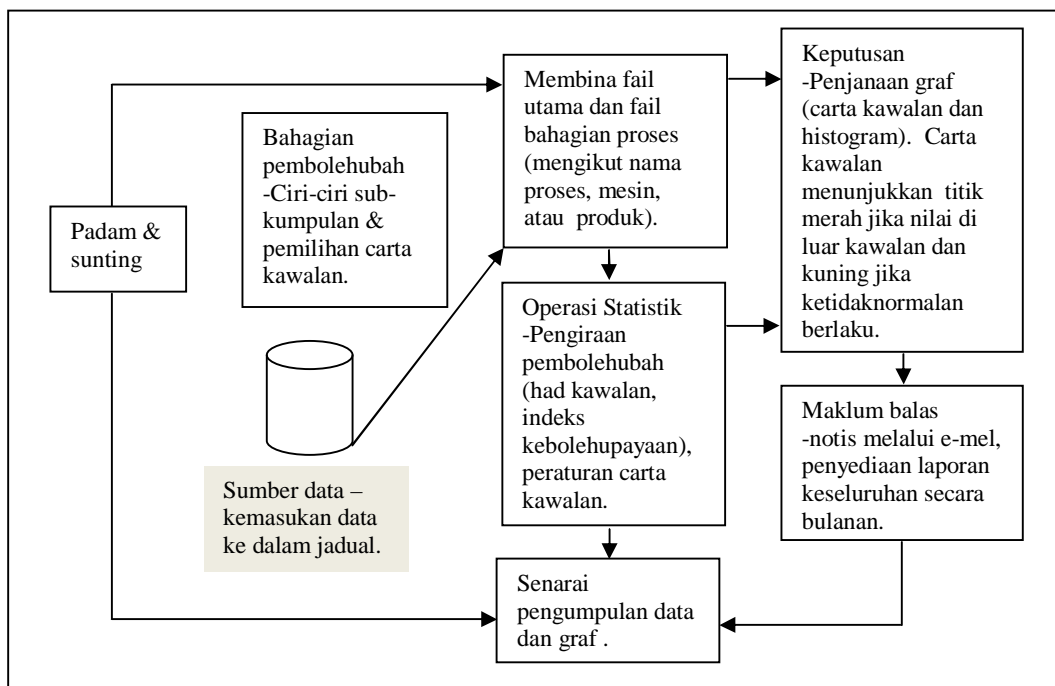 Padam &
sunting
Bahagian
pembolehubah
-Ciri-ciri sub-
kumpulan &
pemilihan carta
kawalan.
Sumber data –
kemasukan data
ke dalam jadual.
Membina fail
utama dan fail
bahagian proses
(mengikut nama
proses, mesin,
atau produk).
Operasi Statistik
-Pengiraan
pembolehubah
(had kawalan,
indeks
kebolehupayaan),
peraturan carta
kawalan.
Senarai
pengumpulan data
dan graf .
Keputusan
-Penjanaan graf
(carta kawalan dan
histogram). Carta
kawalan
menunjukkan titik
merah jika nilai di
luar kawalan dan
kuning jika
ketidaknormalan
berlaku.
Maklum balas
-notis melalui e-mel,
penyediaan laporan
keseluruhan secara
bulanan.